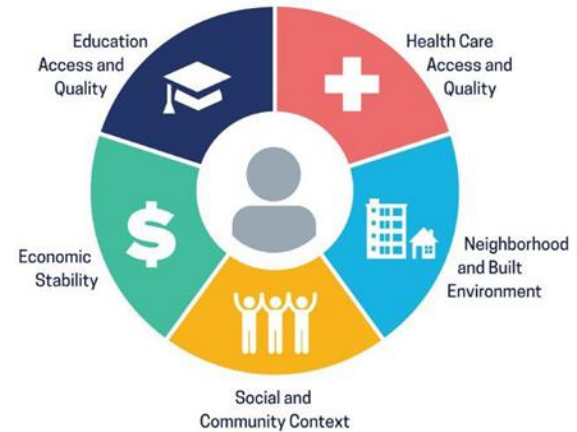 Education
Access and
Quality
Health Care
Access and
Quality
Economic
Stability
$
Neighborhood
and Built
Environment
Social and
Community Context